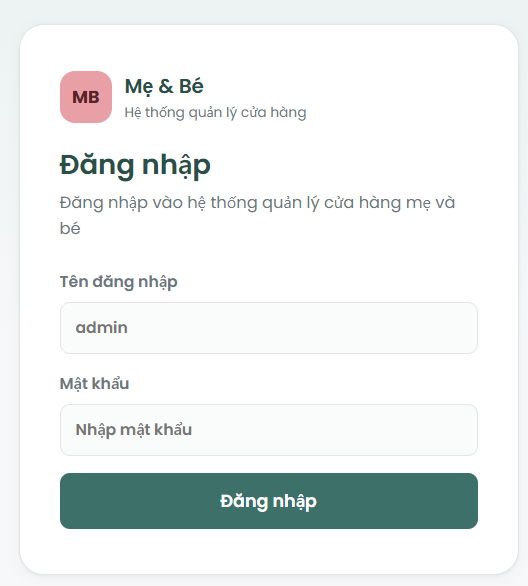 MB
Mẹ & Bé
Hệ thống quản lý cửa hàng
Đăng nhập
Đăng nhập vào hệ thống quản lý cửa hàng mẹ và
bé
Tên đăng nhập
admin
Mật khẩu
Nhập mật khẩu
Đăng nhập